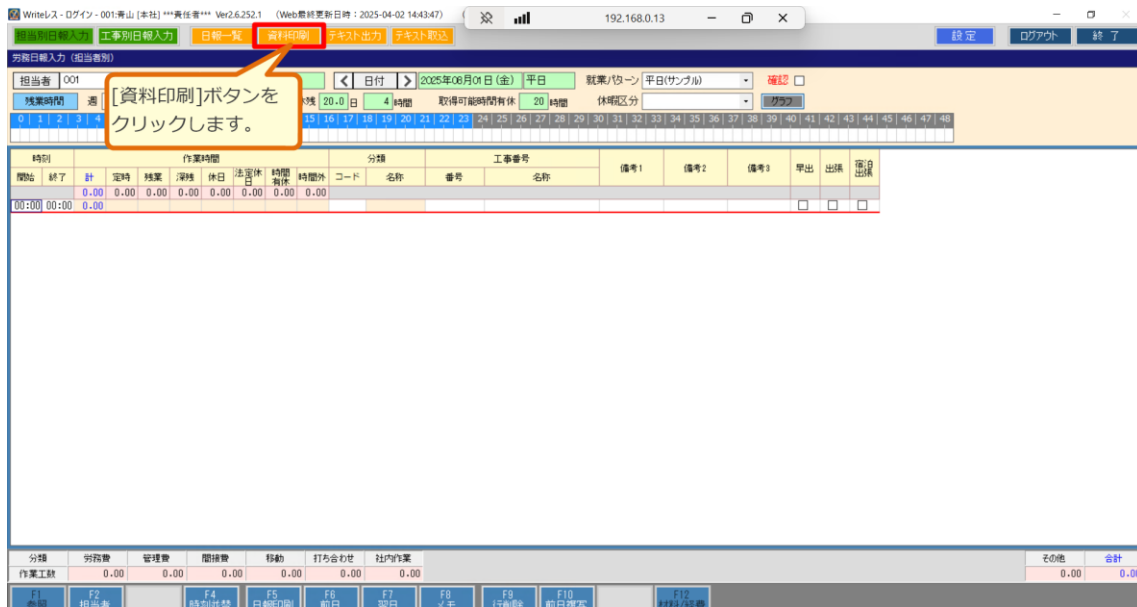 Writeレス - ログイン - 001:青山 [本社] ***責任者*** Ver2.6.252.1 (Web最終更新日時：2025-04-02 14:43:47)
192.168.0.13
担当別日報入力 工事別日報入力 日報一覧 資料印刷 テキスト出力 テキスト取込 設定 ログアウト 終了
労務日報入力（担当者別）
担当者 001 日付 2025年08月01日（金） 平日 就業パターン 平日(サンプル) 確認
[資料印刷]ボタンを
クリックします。
残業時間 週 20.0 日 4 時間 取得可能時間有休 20 時間 休暇区分 グラフ
0 1 2 3 4 15 16 17 18 19 20 21 22 23 24 25 26 27 28 29 30 31 32 33 34 35 36 37 38 39 40 41 42 43 44 45 46 47 48
時刻 作業時間 分類 工事番号 備考1 備考2 備考3 早出 出張 宿泊出張
開始 終了 計 定時 残業 深残 休日 法定休日 時間有休 時間外 コード 名称 番号 名称
0.00 0.00 0.00 0.00 0.00 0.00 0.00 0.00
00:00 00:00 0.00
分類 労務費 管理費 間接費 移動 打ち合わせ 社内作業 その他 合計
作業工数 0.00 0.00 0.00 0.00 0.00 0.00 0.00 0.00
F1 F2 F4 F5 F6 F7 F8 F9 F10 F12
参照 担当者 時刻並替 日報印刷 前日 翌日 メモ 行削除 前日複写